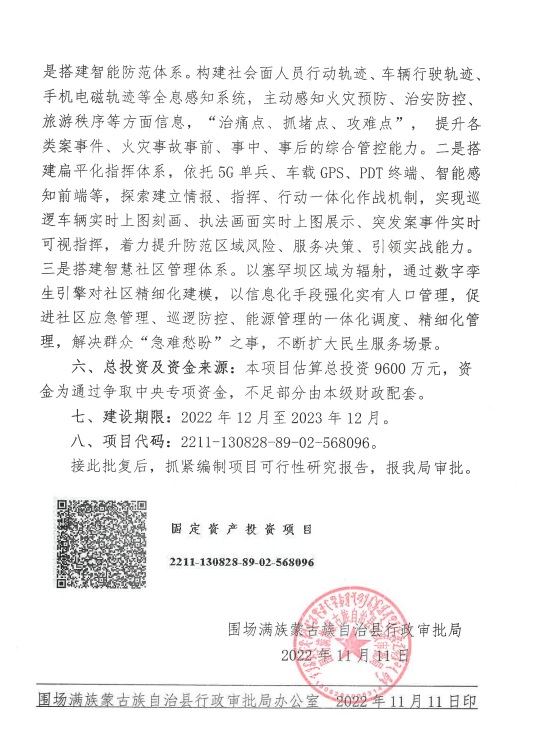 是搭建智能防范体系。构建社会面人员行动轨迹、车辆行驶轨迹、
手机电磁轨迹等全息感知系统，主动感知火灾预防、治安防控、
旅游秩序等方面信息，“治痛点、抓堵点、攻难点”， 提升各
类案事件、火灾事故事前、事中、事后的综合管控能力。二是搭
建扁平化指挥体系，依托 5G 单兵、车载 GPS、PDT 终端、智能感
知前端等，探索建立情报、指挥、行动一体化作战机制，实现巡
逻车辆实时上图刻画、执法画面实时上图展示、突发案事件实时
可视指挥，着力提升防范区域风险、服务决策、引领实战能力。
三是搭建智慧社区管理体系。以塞罕坝区域为辐射，通过数字孪
生引擎对社区精细化建模，以信息化手段强化实有人口管理，促
进社区应急管理、巡逻防控、能源管理的一体化调度、精细化管
理，解决群众“急难愁盼”之事，不断扩大民生服务场景。
六、总投资及资金来源：本项目估算总投资 9600 万元，资
金为通过争取中央专项资金，不足部分由本级财政配套。
七、建设期限：2022 年 12 月至 2023 年 12 月。
八、项目代码：2211-130828-89-02-568096。
接此批复后，抓紧编制项目可行性研究报告，报我局审批。
固定资产投资项目
2211-130828-89-02-568096
围场满族蒙古族自治县行政审批局
2022 年 11 月 11 日
围场满族蒙古族自治县行政审批局办公室 2022 年 11 月 11 日印